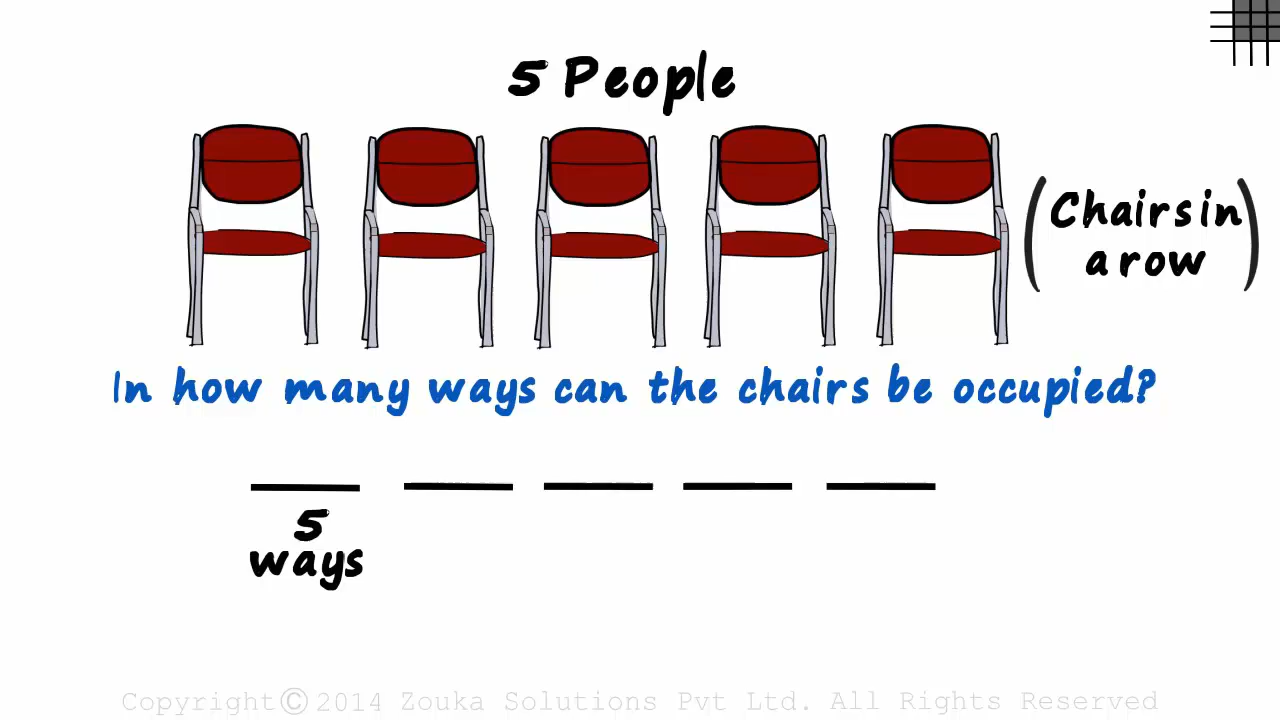 5 People
(Chairs in
a row)
In how many ways can the chairs be occupied?
5
ways
Copyright© 2014 Zouka Solutions Pvt Ltd. All Rights Reserved